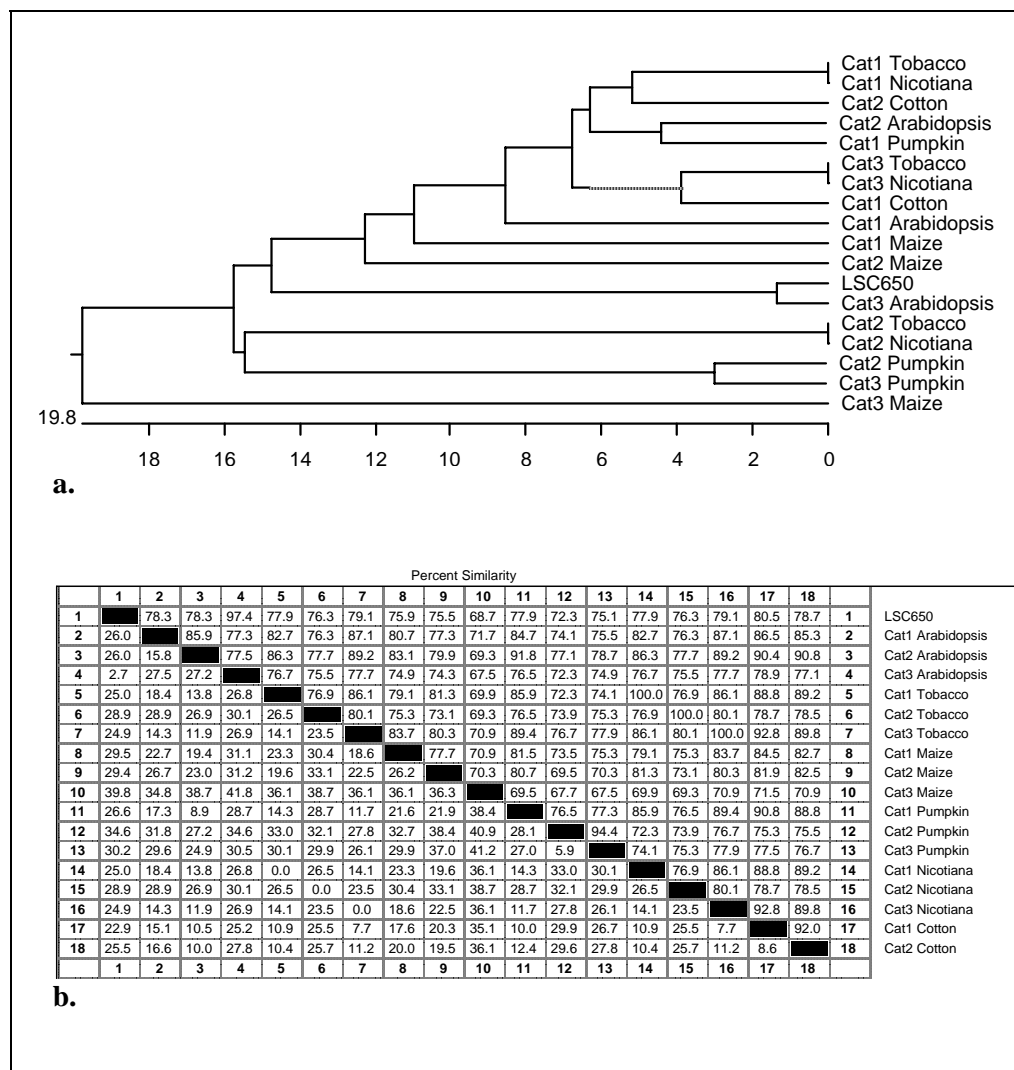 Cat1 Tobacco
Cat1 Nicotiana
Cat2 Cotton
Cat2 Arabidopsis
Cat1 Pumpkin
Cat3 Tobacco
Cat3 Nicotiana
Cat1 Cotton
Cat1 Arabidopsis
Cat1 Maize
Cat2 Maize
LSC650
Cat3 Arabidopsis
Cat2 Tobacco
Cat2 Nicotiana
Cat2 Pumpkin
Cat3 Pumpkin
Cat3 Maize
19.8
18 16 14 12 10 8 6 4 2 0
a.
Percent Similarity
1 2 3 4 5 6 7 8 9 10 11 12 13 14 15 16 17 18
1 78.3 78.3 97.4 77.9 76.3 79.1 75.9 75.5 68.7 77.9 72.3 75.1 77.9 76.3 79.1 80.5 78.7 1 LSC650
2 26.0 85.9 77.3 82.7 76.3 87.1 80.7 77.3 71.7 84.7 74.1 75.5 82.7 76.3 87.1 86.5 85.3 2 Cat1 Arabidopsis
3 26.0 15.8 77.5 86.3 77.7 89.2 83.1 79.9 69.3 91.8 77.1 78.7 86.3 77.7 89.2 90.4 90.8 3 Cat2 Arabidopsis
4 2.7 27.5 27.2 76.7 75.5 77.7 74.9 74.3 67.5 76.5 72.3 74.9 76.7 75.5 77.7 78.9 77.1 4 Cat3 Arabidopsis
5 25.0 18.4 13.8 26.8 76.9 86.1 79.1 81.3 69.9 85.9 72.3 74.1 100.0 76.9 86.1 88.8 89.2 5 Cat1 Tobacco
6 28.9 28.9 26.9 30.1 26.5 80.1 75.3 73.1 69.3 76.5 73.9 75.3 76.9 100.0 80.1 78.7 78.5 6 Cat2 Tobacco
7 24.9 14.3 11.9 26.9 14.1 23.5 83.7 80.3 70.9 89.4 76.7 77.9 86.1 80.1 100.0 92.8 89.8 7 Cat3 Tobacco
8 29.5 22.7 19.4 31.1 23.3 30.4 18.6 77.7 70.9 81.5 73.5 75.3 79.1 75.3 83.7 84.5 82.7 8 Cat1 Maize
9 29.4 26.7 23.0 31.2 19.6 33.1 22.5 26.2 70.3 80.7 69.5 70.3 81.3 73.1 80.3 81.9 82.5 9 Cat2 Maize
10 39.8 34.8 38.7 41.8 36.1 38.7 36.1 36.1 36.3 69.5 67.7 67.5 69.9 69.3 70.9 71.5 70.9 10 Cat3 Maize
11 26.6 17.3 8.9 28.7 14.3 28.7 11.7 21.6 21.9 38.4 76.5 77.3 85.9 76.5 89.4 90.8 88.8 11 Cat1 Pumpkin
12 34.6 31.8 27.2 34.6 33.0 32.1 27.8 32.7 38.4 40.9 28.1 94.4 72.3 73.9 76.7 75.3 75.5 12 Cat2 Pumpkin
13 30.2 29.6 24.9 30.5 30.1 29.9 26.1 29.9 37.0 41.2 27.0 5.9 74.1 75.3 77.9 77.5 76.7 13 Cat3 Pumpkin
14 25.0 18.4 13.8 26.8 0.0 26.5 14.1 23.3 19.6 36.1 14.3 33.0 30.1 76.9 86.1 88.8 89.2 14 Cat1 Nicotiana
15 28.9 28.9 26.9 30.1 26.5 0.0 23.5 30.4 33.1 38.7 28.7 32.1 29.9 26.5 80.1 78.7 78.5 15 Cat2 Nicotiana
16 24.9 14.3 11.9 26.9 14.1 23.5 0.0 18.6 22.5 36.1 11.7 27.8 26.1 14.1 23.5 92.8 89.8 16 Cat3 Nicotiana
17 22.9 15.1 10.5 25.2 10.9 25.5 7.7 17.6 20.3 35.1 10.0 29.9 26.7 10.9 25.5 7.7 92.0 17 Cat1 Cotton
18 25.5 16.6 10.0 27.8 10.4 25.7 11.2 20.0 19.5 36.1 12.4 29.6 27.8 10.4 25.7 11.2 8.6 18 Cat2 Cotton
1 2 3 4 5 6 7 8 9 10 11 12 13 14 15 16 17 18
b.